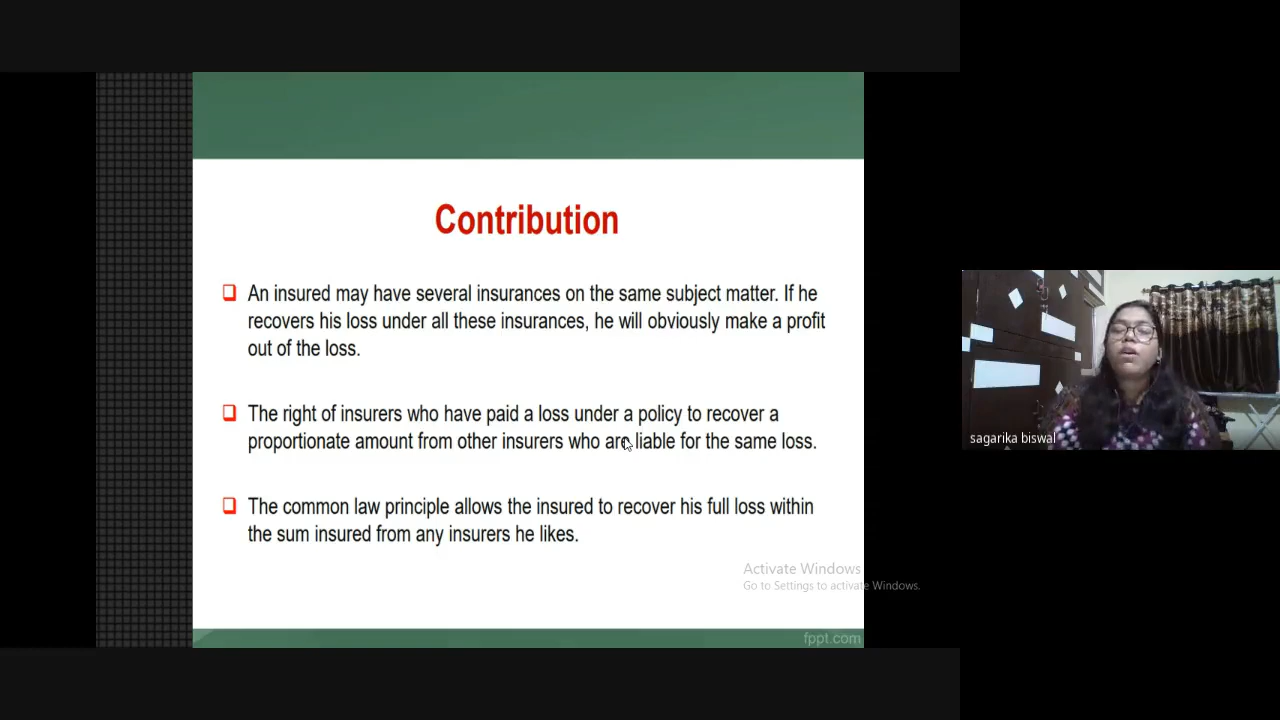 Contribution
An insured may have several insurances on the same subject matter. If he
recovers his loss under all these insurances, he will obviously make a profit
out of the loss.
The right of insurers who have paid a loss under a policy to recover a
proportionate amount from other insurers who are liable for the same loss.
The common law principle allows the insured to recover his full loss within
the sum insured from any insurers he likes.
Activate Windows
Go to Settings to activate Windows.
fppt.com
sagarika biswal